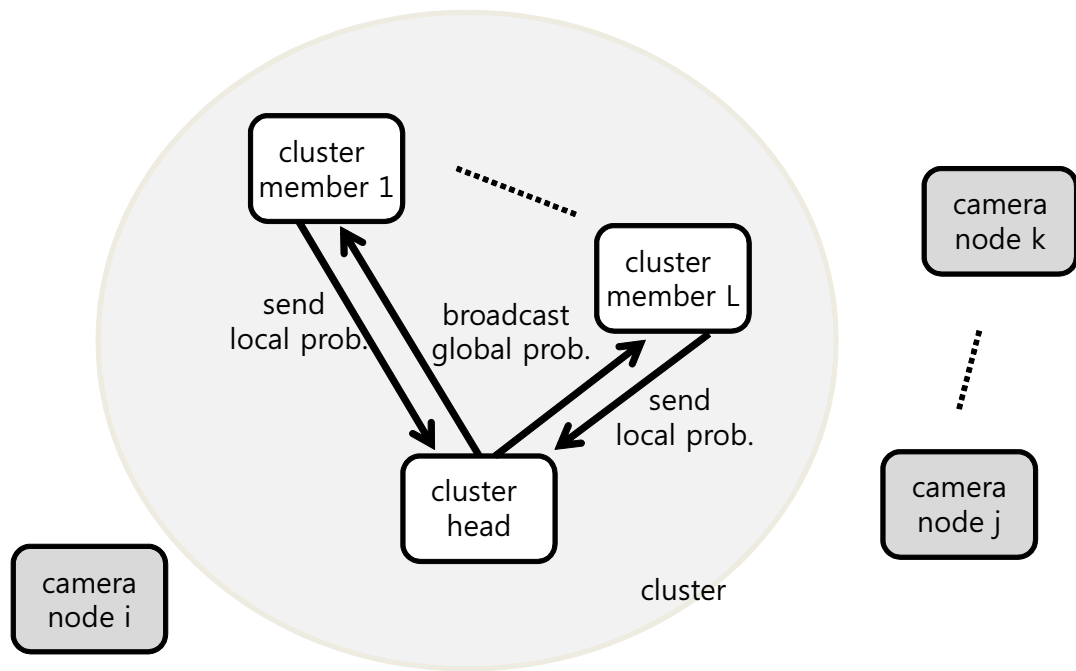 cluster
member 1
camera
node k
cluster
member L
send
local prob.
broadcast
global prob.
send
local prob.
cluster
head
camera
node j
camera
node i
cluster